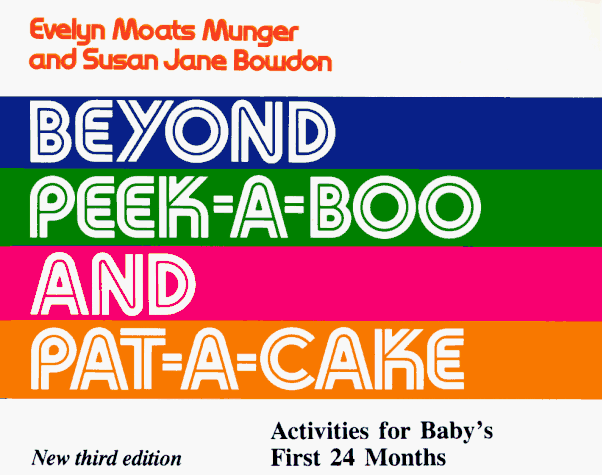 Evelyn Moats Munger
and Susan Jane Bowdon
BEYOND
PEEK=A=BOO
AND
PAT=A=CAKE
Activities for Baby's
New third edition
First 24 Months